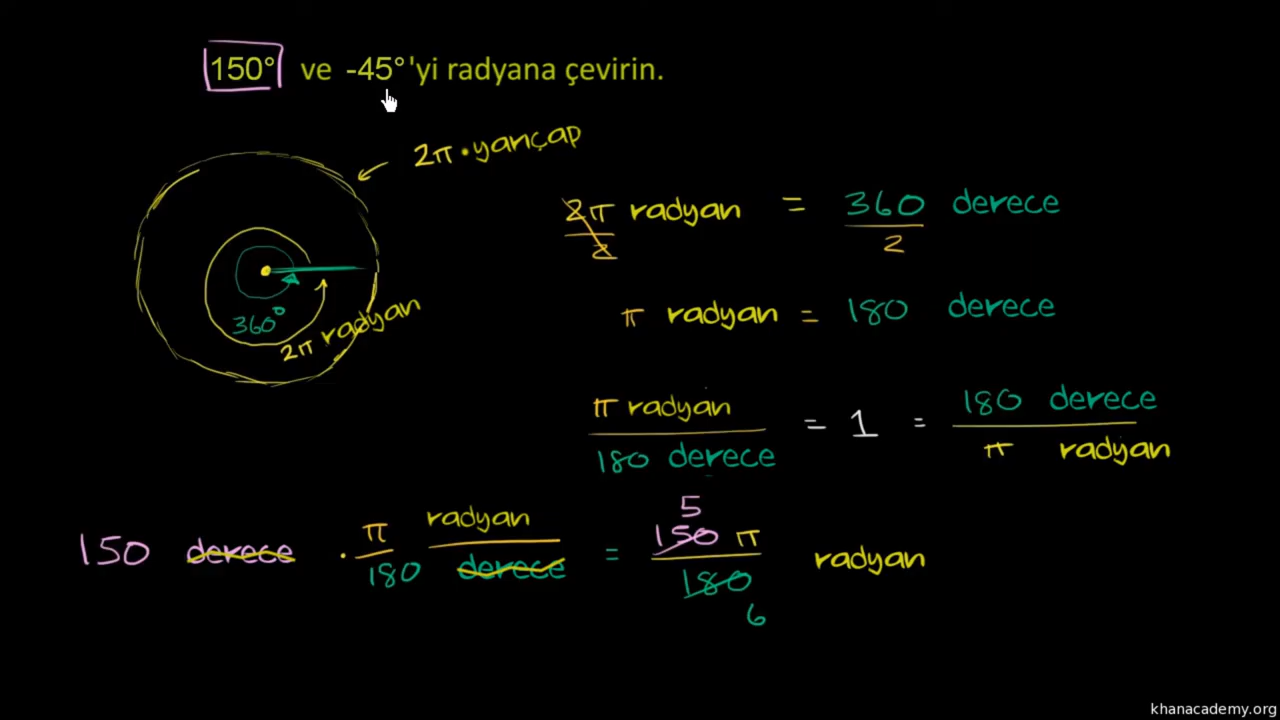 150° ve -45°'yi radyana çevirin.
2π • yarıçap
360°
2π radyan
2π radyan = 360 derece
2 2
π radyan = 180 derece
π radyan = 1 = 180 derece
180 derece π radyan
5
150 derece · π radyan = 150 π radyan
180 derece 180
6
khanacademy.org